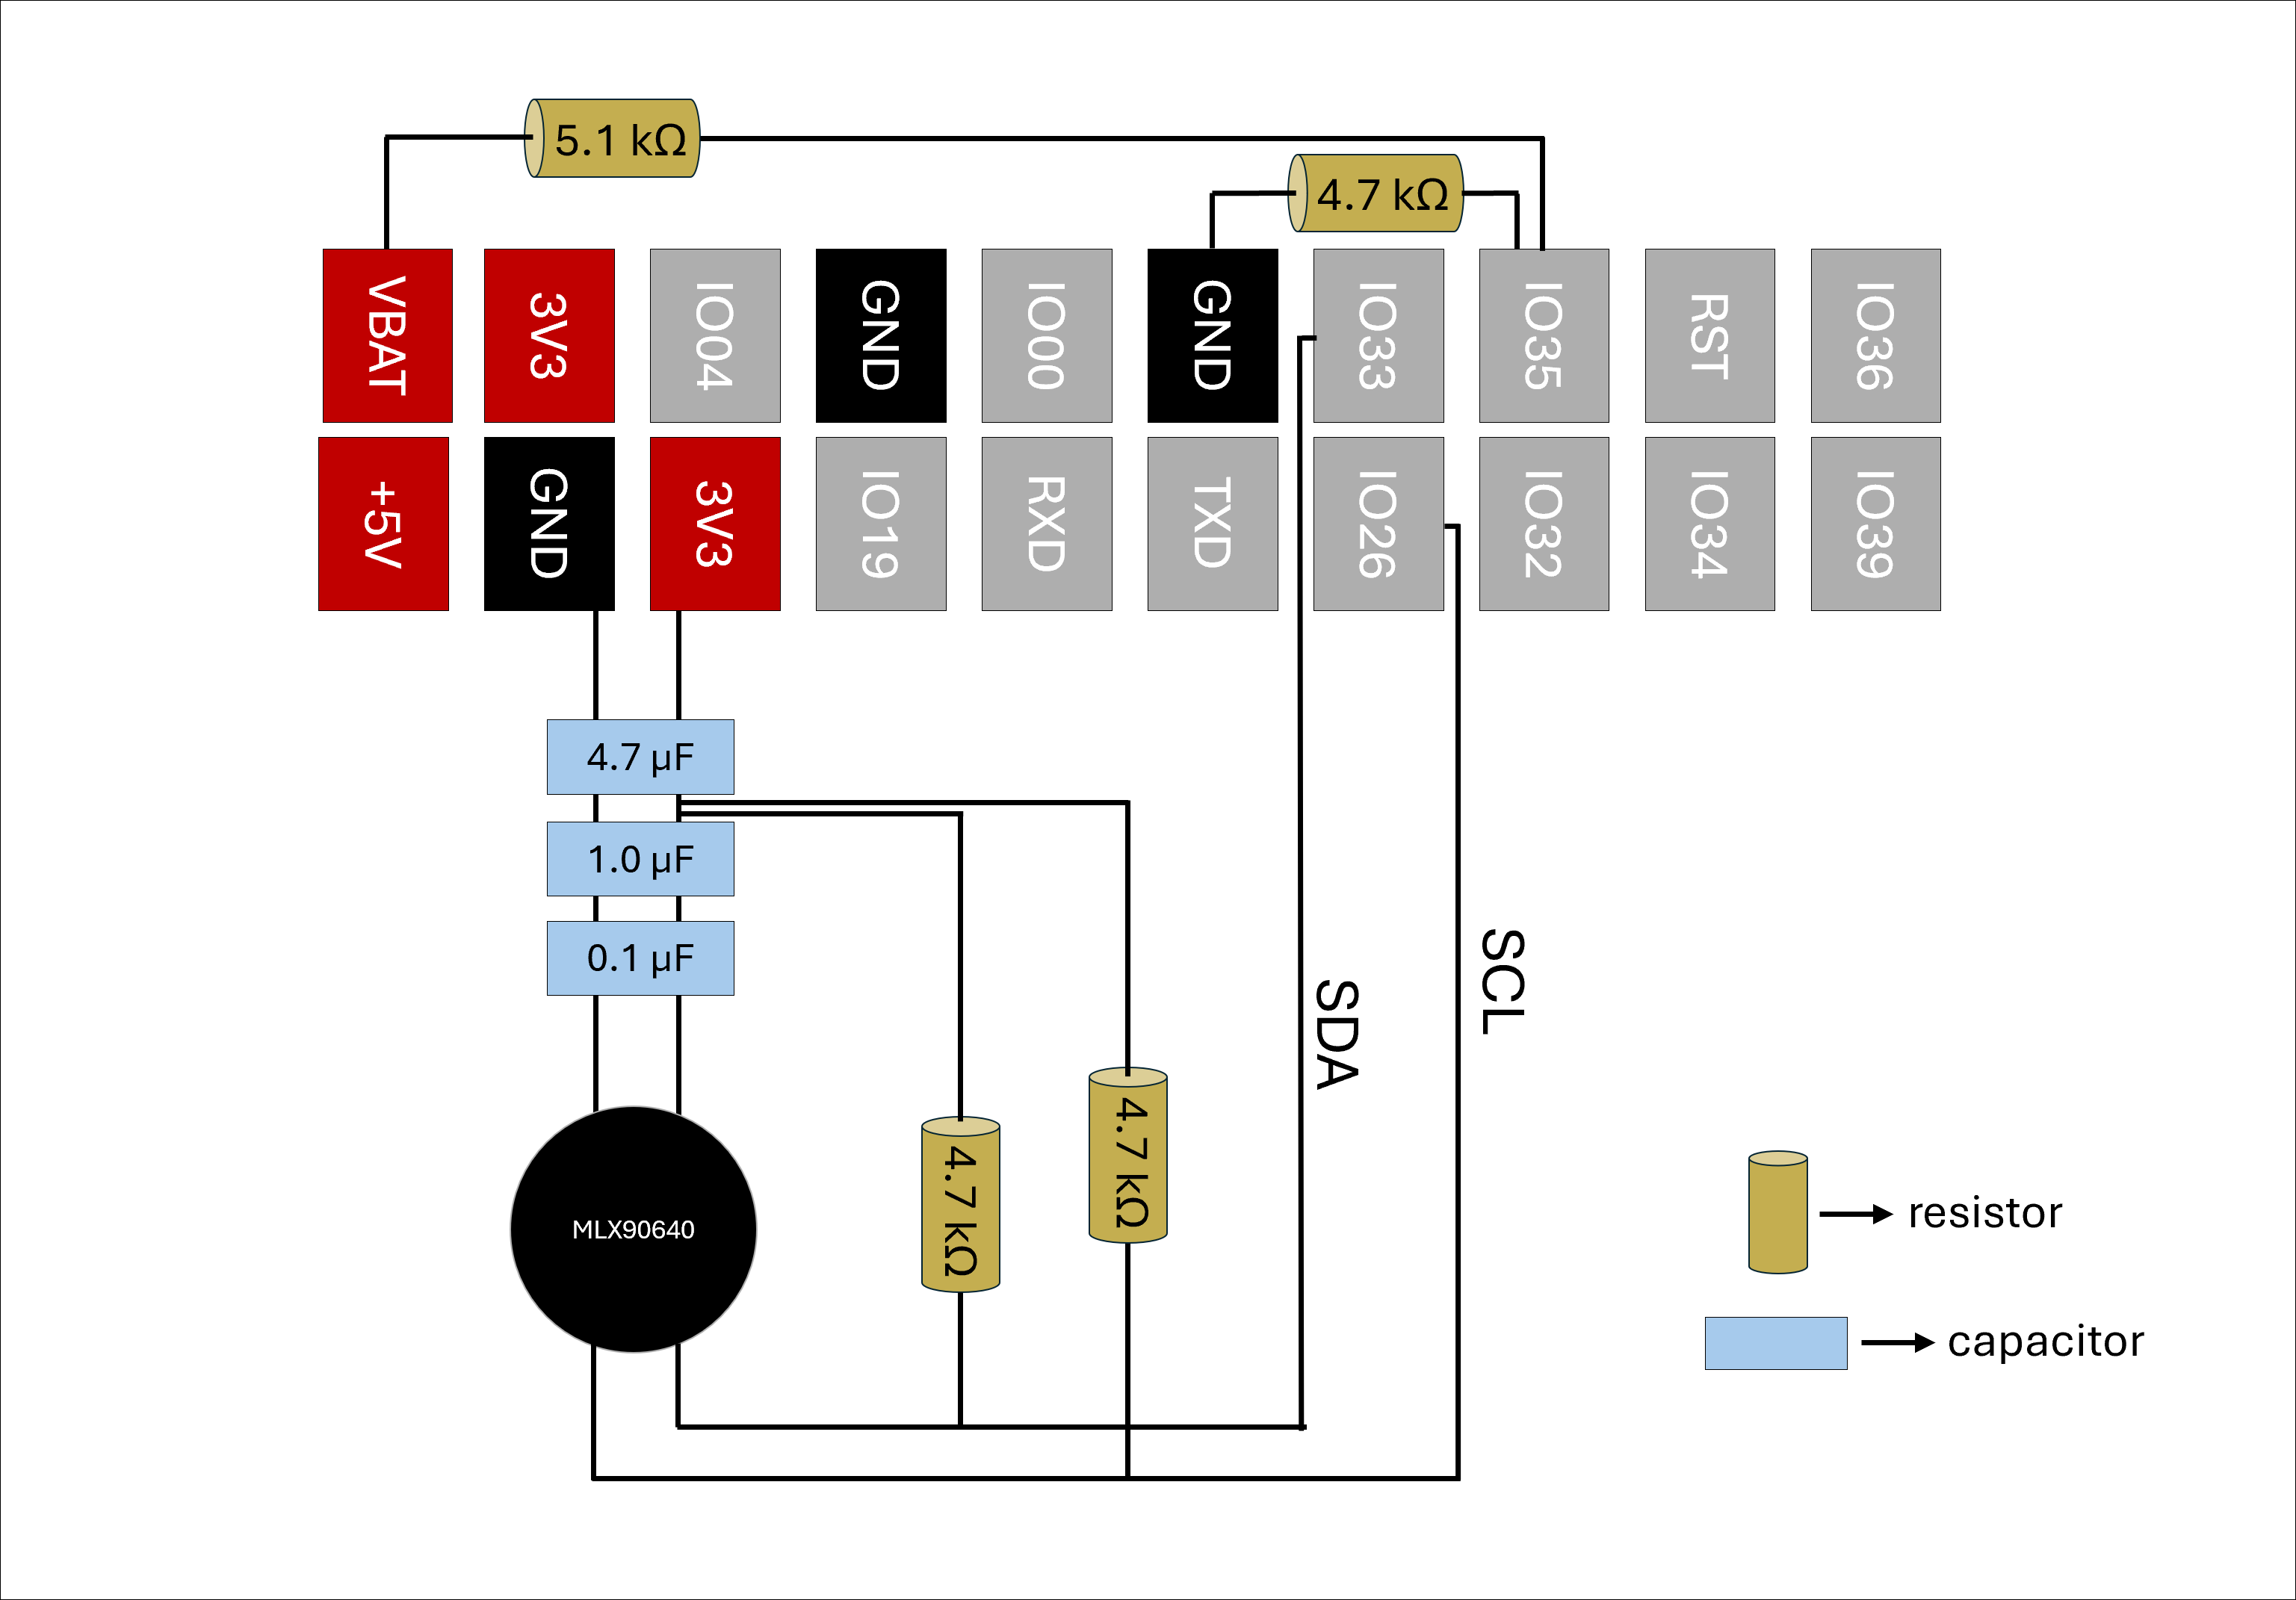 5.1 kΩ
4.7 kΩ
VBAT
3V3
IO04
GND
IO00
GND
IO33
IO35
RST
IO36
+5V
GND
3V3
IO19
RXD
TXD
IO26
IO32
IO34
IO39
4.7 µF
1.0 µF
0.1 µF
SCL
SDA
4.7 kΩ
4.7 kΩ
MLX90640
resistor
capacitor